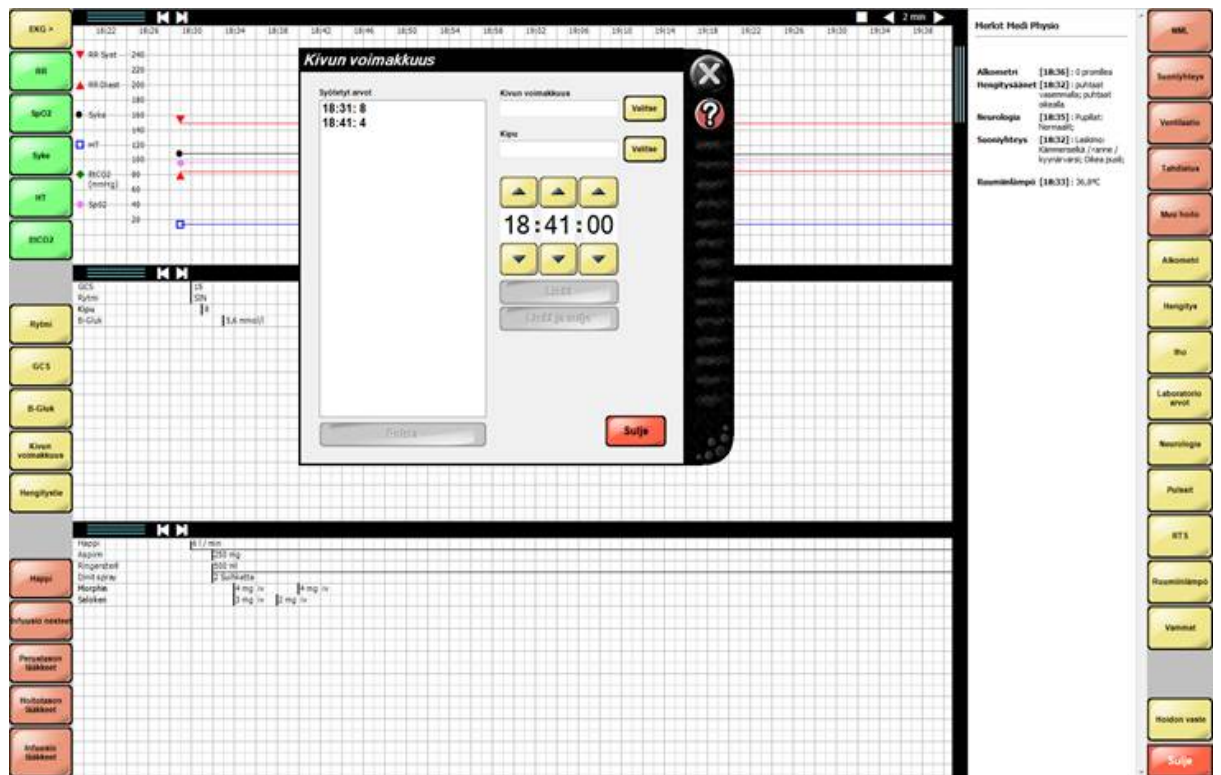 EKG >
RR
SpO2
Syke
HT
EtCO2
Rytmi
GCS
B-Gluk
Kivun voimakkuus
Hengitystie
Happi
Infuusio nesteet
Perustason lääkkeet
Hoitotason lääkkeet
Infuusio lääkkeet
2 min
18:22 18:26 18:30 18:34 18:38 18:42 18:46 18:50 18:54 18:58 19:02 19:06 19:10 19:14 19:18 19:22 19:26 19:30 19:34 19:38
RR Syst
RR Diast
Syke
HT
EtCO2 (mmHg)
SpO2
240
220
200
180
160
140
120
100
80
60
40
20
Kivun voimakkuus
Syötetyt arvot
18:31: 8
18:41: 4
Kivun voimakkuus
Valitse
Kipu
Valitse
18:41:00
Lisää
Lisää ja sulje
Poista
Sulje
GCS 15
Rytmi SIN
Kipu 8
B-Gluk 5,6 mmol/l
Happi
Aspirin 250 mg
Ringersteril 500 ml
Dinit spray 2 Suihketta
Morphin 4 mg iv 4 mg iv
Seloken 3 mg iv 2 mg iv
Merlot Medi Physio
Alkometri [18:36] : 0 promillea
Hengitysäänet [18:32] : puhtaat
vasemmalla; puhtaat
oikealla
Neurologia [18:35] : Pupillat:
Normaalit;
Suoniyhteys [18:32] : Laskimo:
Kämmenselkä / ranne /
kyynärvarsi; Oikea puoli;
Ruumiinlämpö [18:33] : 36,8°C
Suoniyhteys
Ventilaatio
Tahdistus
Muu hoito
Alkometri
Hengitys
Iho
Laboratorio arvot
Neurologia
Pulssit
RTS
Ruumiinlämpö
Vammat
Hoidon vaste
Sulje